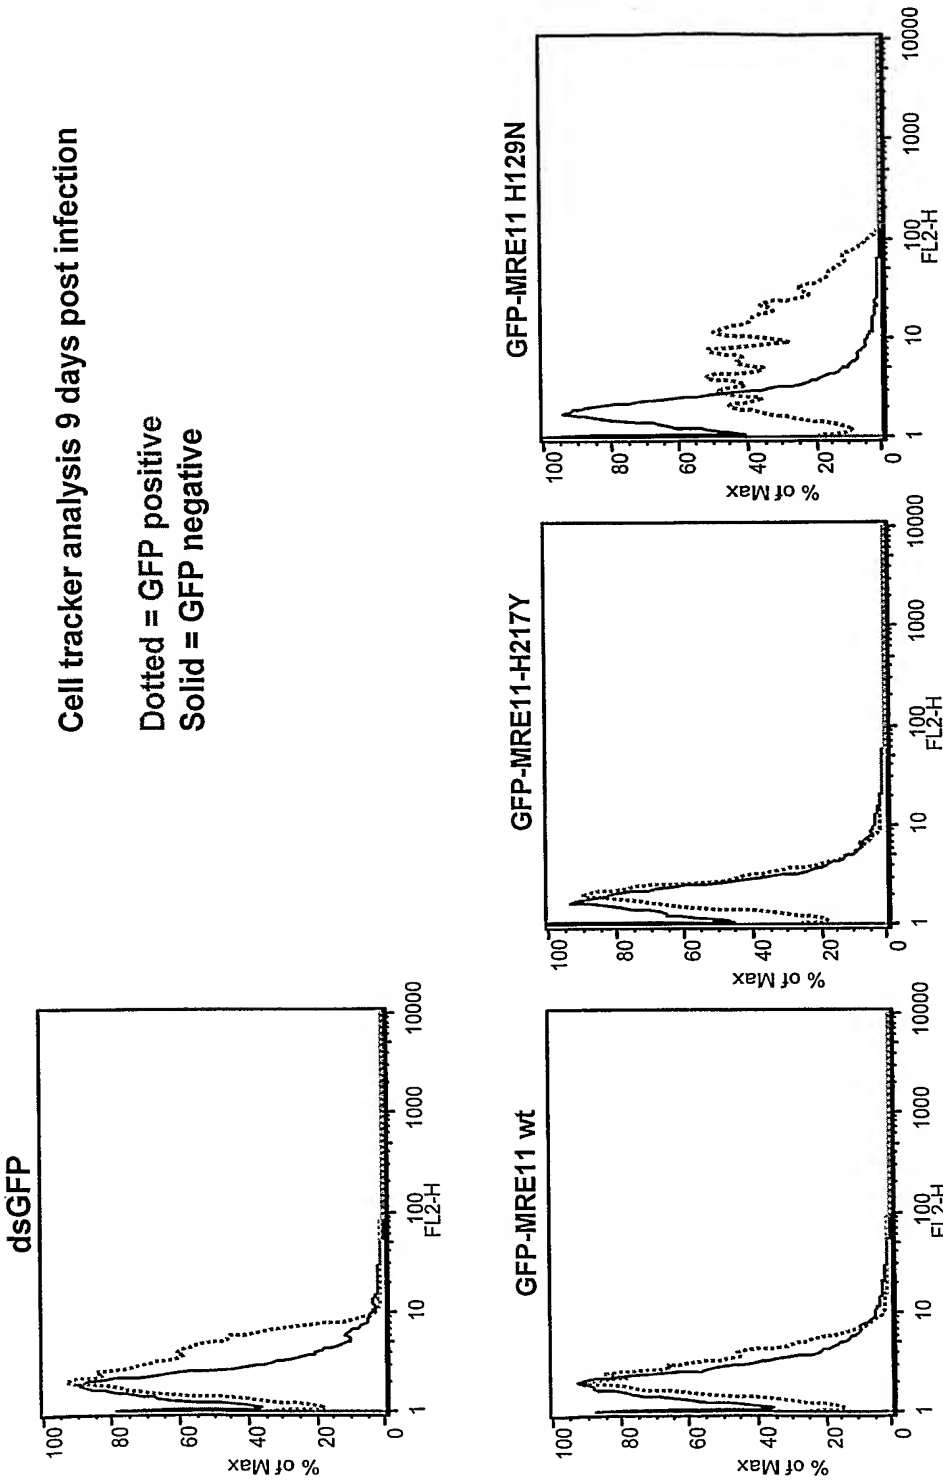 Cell tracker analysis 9 days post infection
Dotted = GFP positive
Solid = GFP negative
dsGFP
100
80
60
40
20
0
% of Max
1
10
100
1000
10000
FL2-H
GFP-MRE11 wt
100
80
60
40
20
0
% of Max
1
10
100
1000
10000
FL2-H
GFP-MRE11-H217Y
100
80
60
40
20
0
% of Max
1
10
100
1000
10000
FL2-H
GFP-MRE11 H129N
100
80
60
40
20
0
% of Max
1
10
100
1000
10000
FL2-H